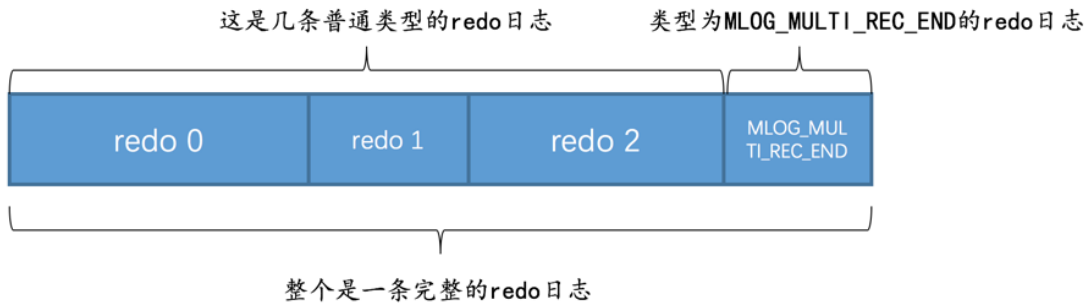 这是几条普通类型的redo日志
类型为MLOG_MULTI_REC_END的redo日志
redo 0
redo 1
redo 2
MLOG_MUL
TI_REC_END
整个是一条完整的redo日志